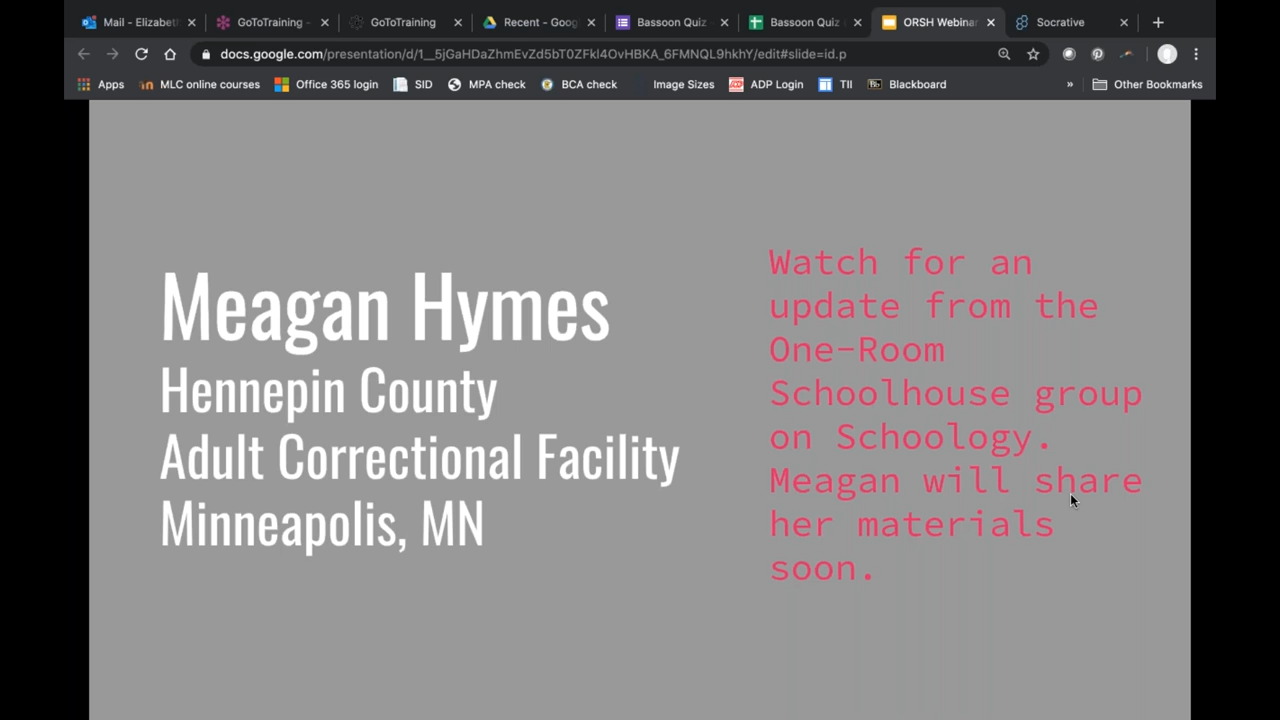 Mail - Elizabet
GoToTraining -
GoToTraining
Recent - Goog
Bassoon Quiz
Bassoon Quiz
ORSH Webinar
Socrative
docs.google.com/presentation/d/1__5jGaHDaZhmEvZd5bT0ZFkl4OvHBKA_6FMNQL9hkhY/edit#slide=id.p
Apps
MLC online courses
Office 365 login
SID
MPA check
BCA check
Image Sizes
ADP Login
TII
Bb
Blackboard
»
Other Bookmarks
Meagan Hymes
Hennepin County
Adult Correctional Facility
Minneapolis, MN
Watch for an
update from the
One-Room
Schoolhouse group
on Schoology.
Meagan will share
her materials
soon.